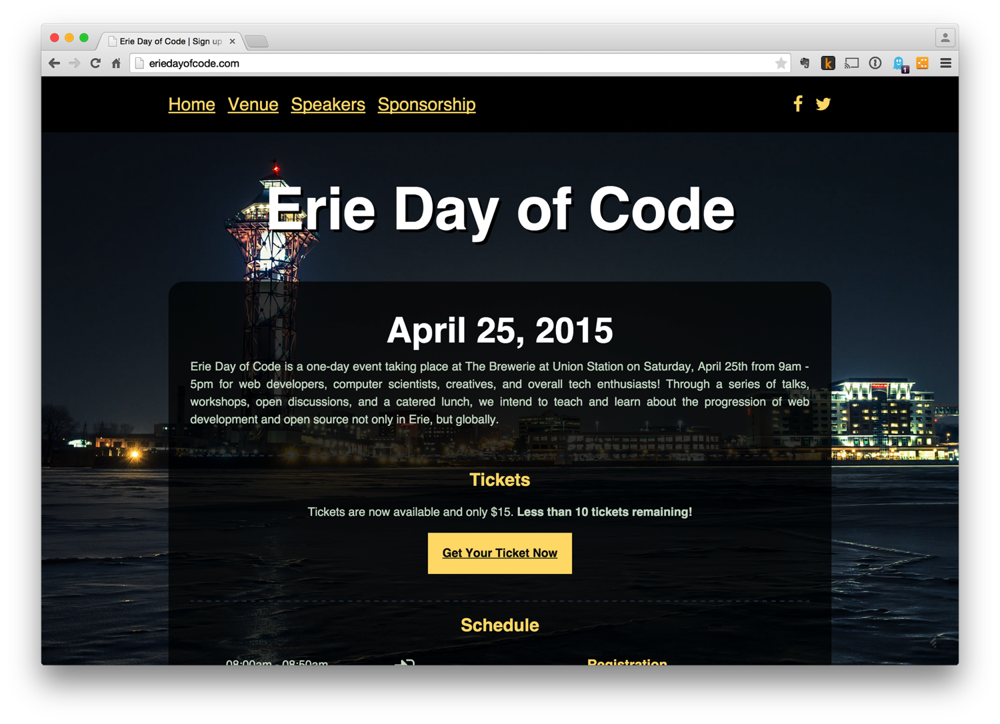 Erie Day of Code | Sign up
eriedayofcode.com
1
Home Venue Speakers Sponsorship
Erie Day of Code
April 25, 2015
Erie Day of Code is a one-day event taking place at The Brewerie at Union Station on Saturday, April 25th from 9am -
5pm for web developers, computer scientists, creatives, and overall tech enthusiasts! Through a series of talks,
workshops, open discussions, and a catered lunch, we intend to teach and learn about the progression of web
development and open source not only in Erie, but globally.
Tickets
Tickets are now available and only $15. Less than 10 tickets remaining!
Get Your Ticket Now
Schedule
08:00am - 08:50am Registration